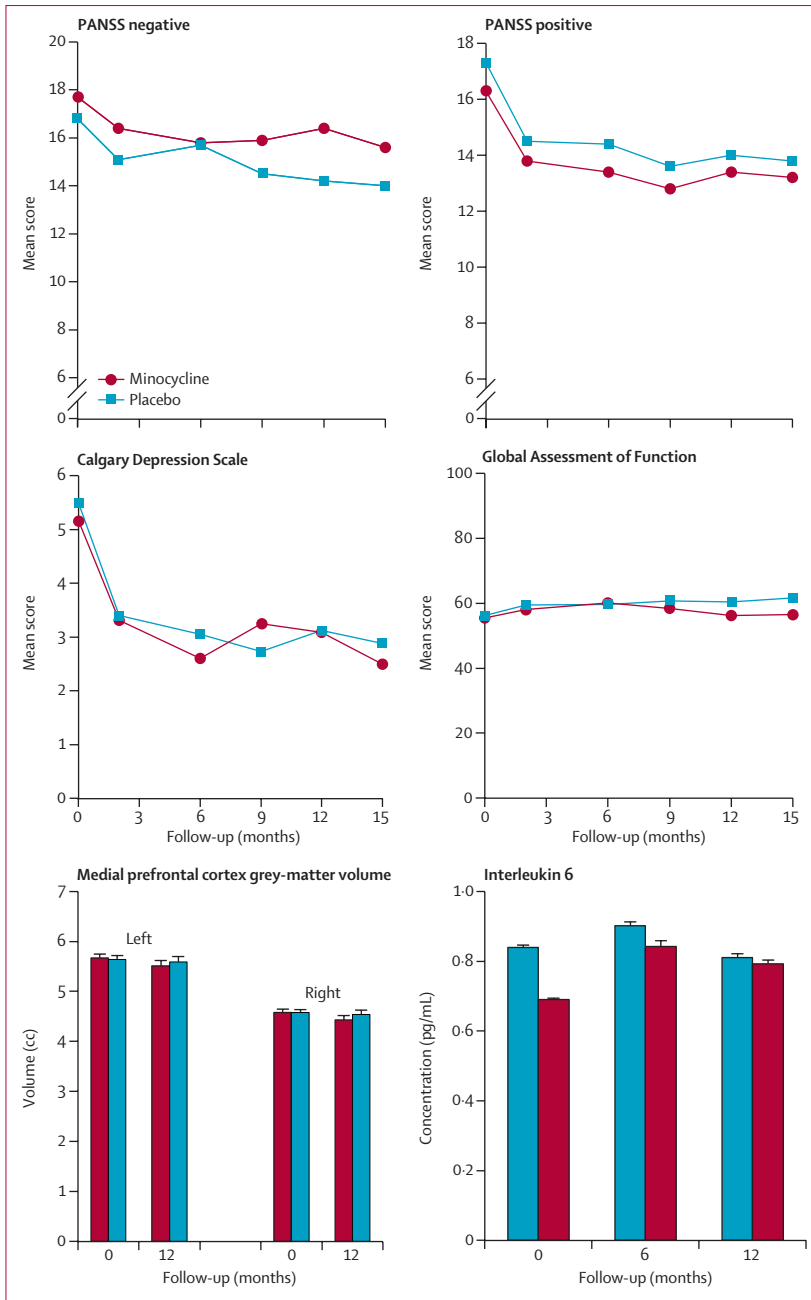 PANSS negative
20
18
16
14
12
10
8
6
0
Mean score
Minocycline
Placebo
PANSS positive
18
16
14
12
10
8
6
0
Mean score
Calgary Depression Scale
6
5
4
3
2
1
0
Mean score
0 3 6 9 12 15
Follow-up (months)
Global Assessment of Function
100
80
60
40
20
0
Mean score
0 3 6 9 12 15
Follow-up (months)
Medial prefrontal cortex grey-matter volume
7
6
5
4
3
2
1
0
Volume (cc)
Left
Right
0 12 0 12
Follow-up (months)
Interleukin 6
1·0
0·8
0·6
0·4
0·2
0
Concentration (pg/mL)
0 6 12
Follow-up (months)